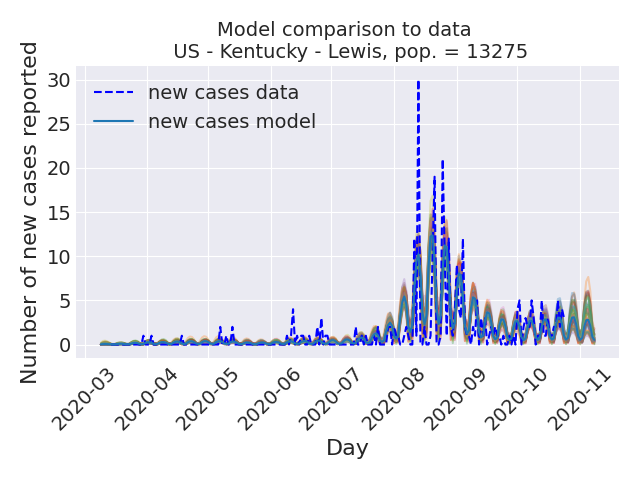 Model comparison to data
US - Kentucky - Lewis, pop. = 13275
Number of new cases reported
30
25
20
15
10
5
0
new cases data
new cases model
2020-03
2020-04
2020-05
2020-06
2020-07
2020-08
2020-09
2020-10
2020-11
Day